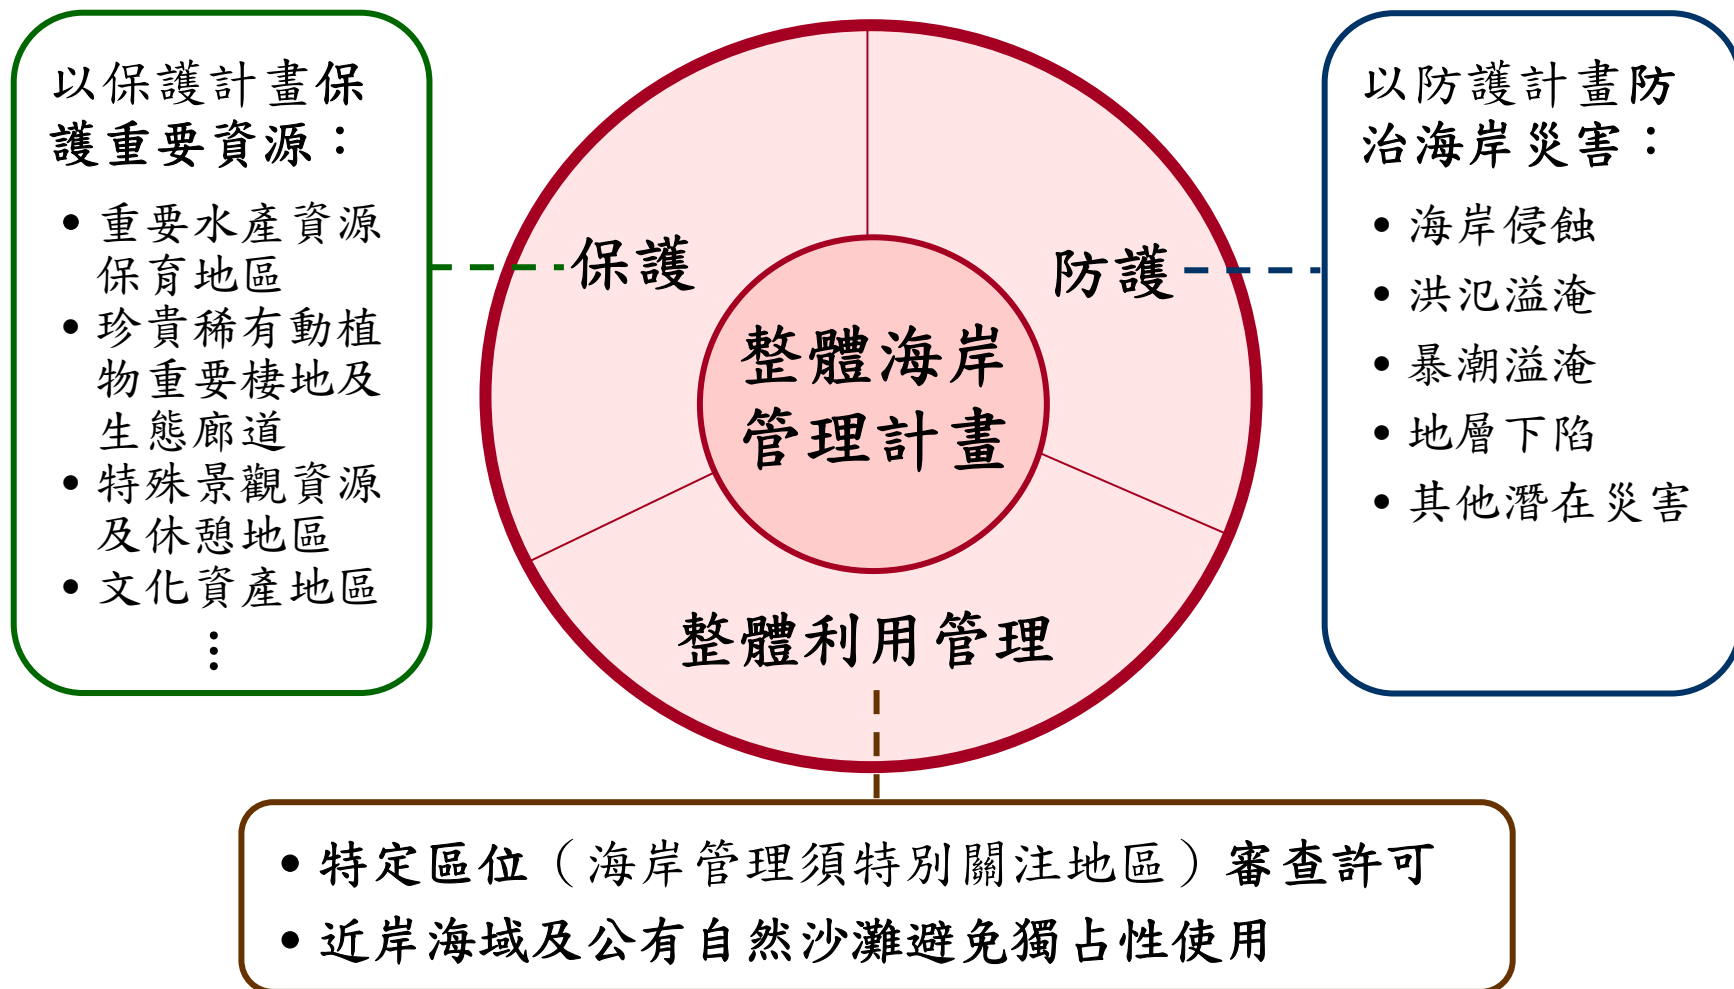 以保護計畫保
護重要資源：
• 重要水產資源
保育地區
• 珍貴稀有動植
物重要棲地及
生態廊道
• 特殊景觀資源
及休憩地區
• 文化資產地區
⋮
保護
防護
整體海岸
管理計畫
整體利用管理
以防護計畫防
治海岸災害：
• 海岸侵蝕
• 洪氾溢淹
• 暴潮溢淹
• 地層下陷
• 其他潛在災害
• 特定區位（海岸管理須特別關注地區）審查許可
• 近岸海域及公有自然沙灘避免獨占性使用